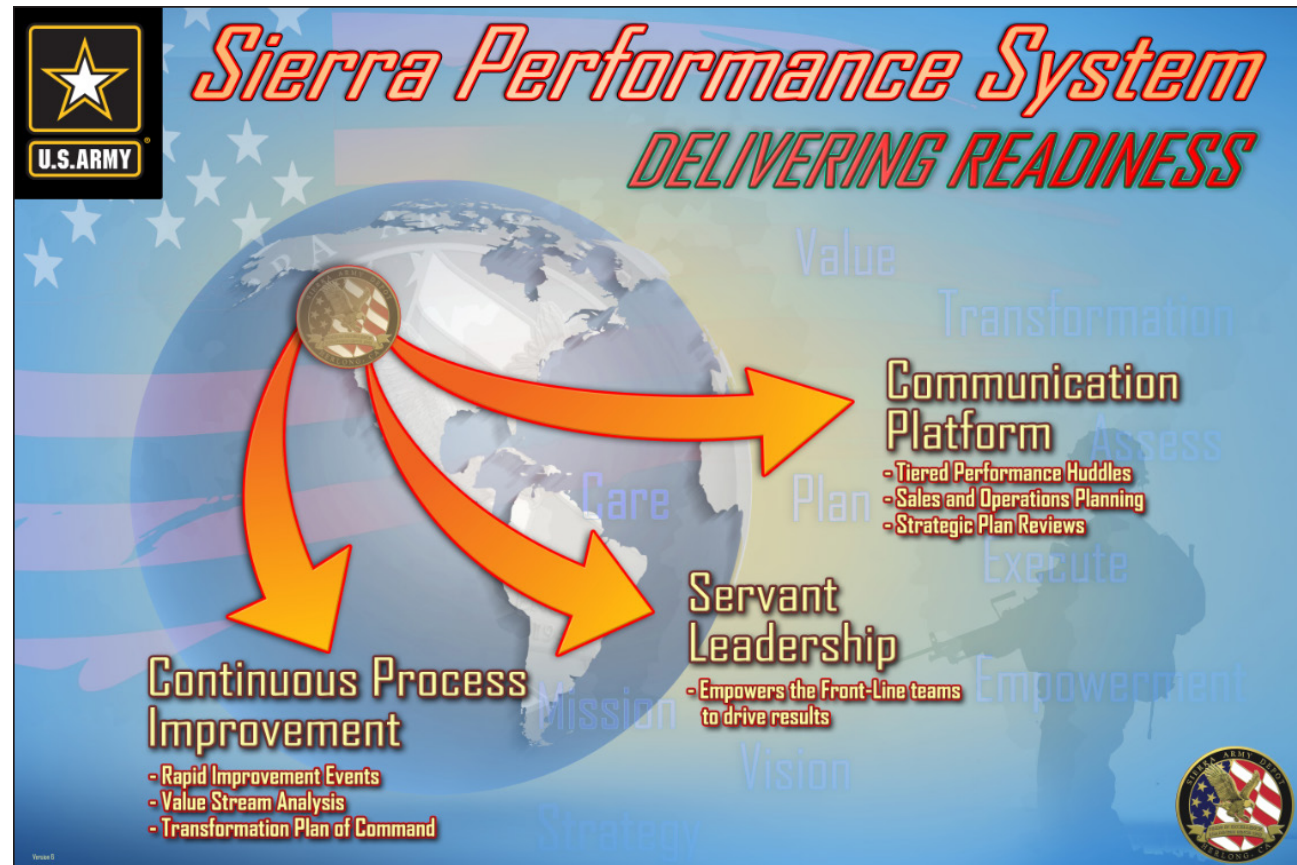 Sierra Performance System
U.S.ARMY
DELIVERING READINESS
Value
Transformation
Communication
Platform
Assess
- Tiered Performance Huddles
- Sales and Operations Planning
- Strategic Plan Reviews
Care
Plan
Execute
Servant
Leadership
- Empowers the Front-Line teams
to drive results
Empowerment
Continuous Process
Improvement
- Rapid Improvement Events
- Value Stream Analysis
- Transformation Plan of Command
Mission
Vision
Strategy
SIERRA ARMY DEPOT
HERLONG, CA